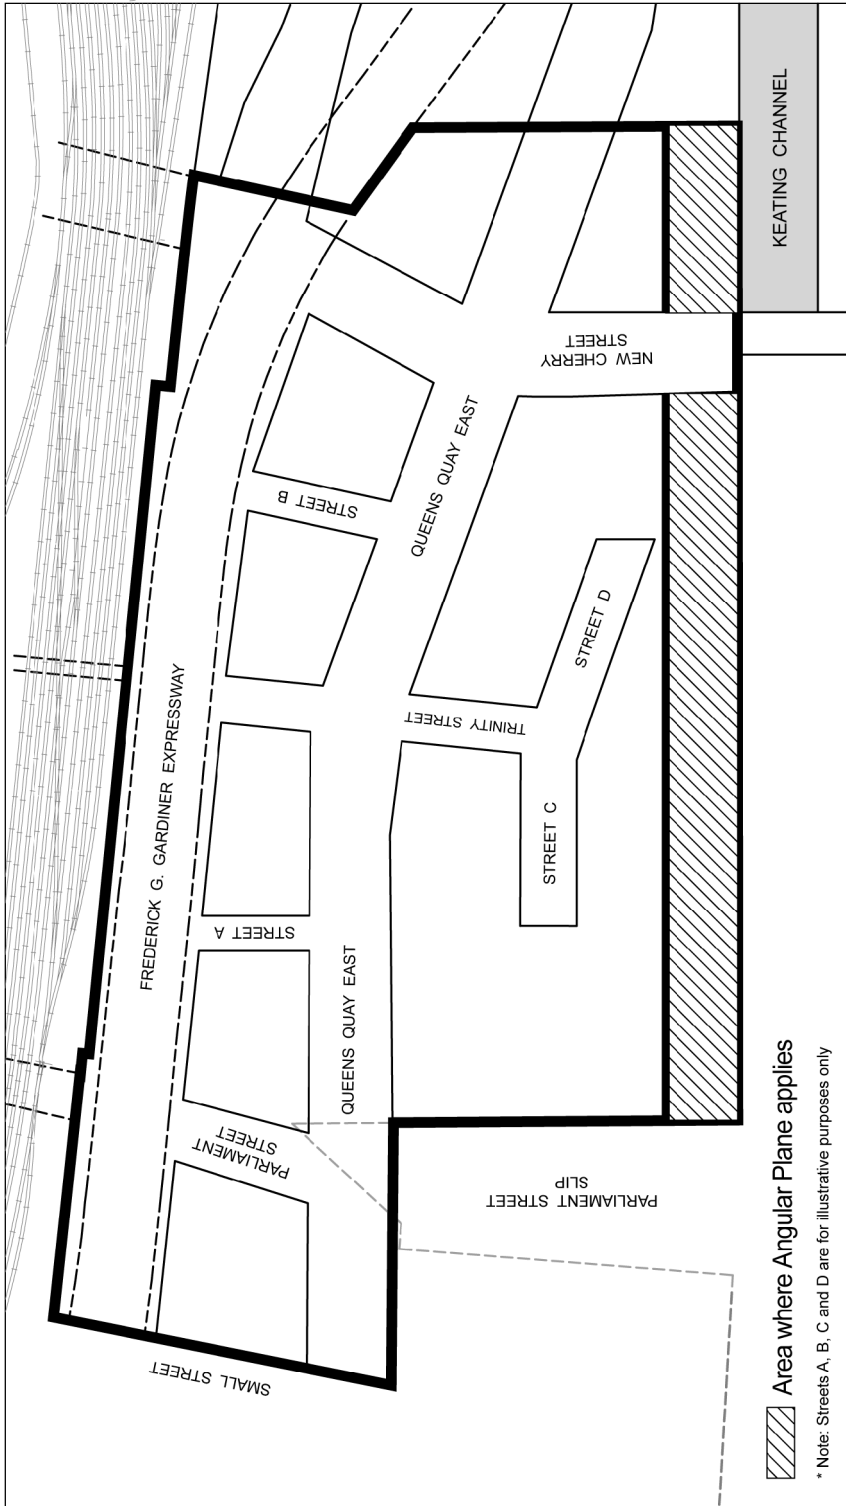 FREDERICK G. GARDINER EXPRESSWAY
SMALL STREET
PARLIAMENT
STREET
STREET A
STREET B
QUEENS QUAY EAST
QUEENS QUAY EAST
TRINITY STREET
NEW CHERRY
STREET
STREET C
STREET D
PARLIAMENT STREET
SLIP
KEATING CHANNEL
Area where Angular Plane applies
* Note: Streets A, B, C and D are for illustrative purposes only